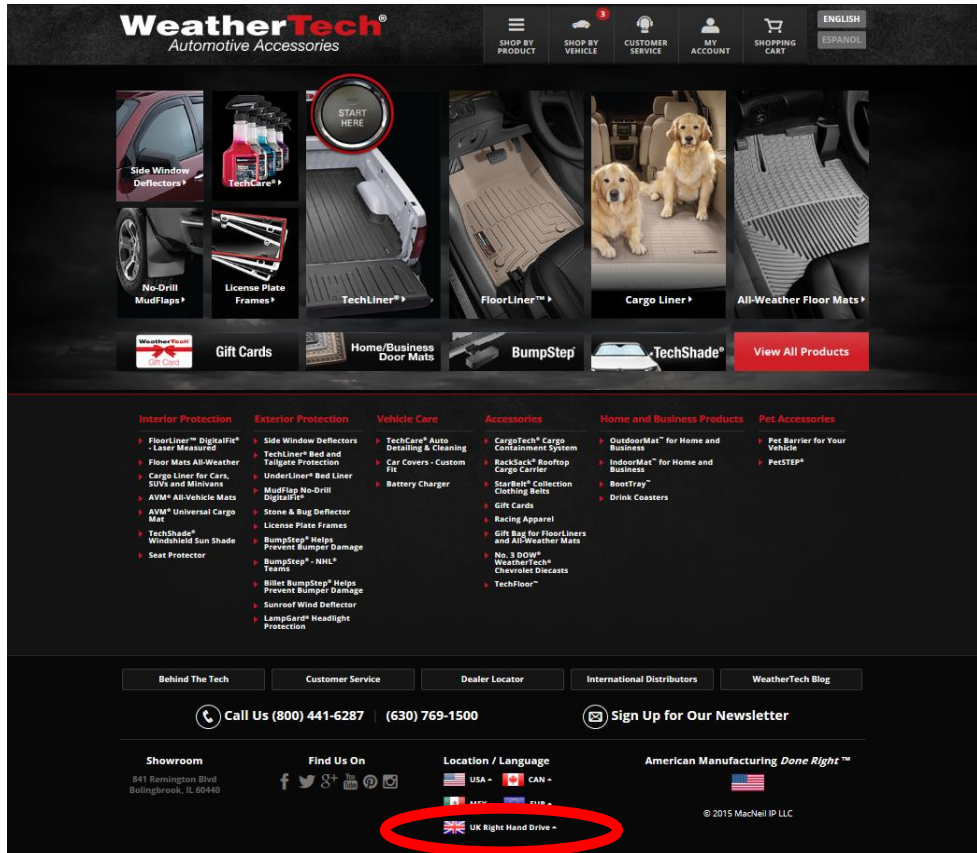 WeatherTech®
Automotive Accessories
SHOP BY
PRODUCT
3
SHOP BY
VEHICLE
CUSTOMER
SERVICE
MY
ACCOUNT
SHOPPING
CART
ENGLISH
ESPANOL
Side Window
Deflectors
TechCare®
START
HERE
No-Drill
MudFlaps
License Plate
Frames
TechLiner®
FloorLiner™
Cargo Liner
All-Weather Floor Mats
WeatherTech®
Gift Card
Gift Cards
Home/Business
Door Mats
BumpStep®
TechShade®
View All Products
Interior Protection
FloorLiner™ DigitalFit®
- Laser Measured
Floor Mats All-Weather
Cargo Liner for Cars,
SUVs and Minivans
AVM® All-Vehicle Mats
AVM® Universal Cargo
Mat
TechShade®
Windshield Sun Shade
Seat Protector
Exterior Protection
Side Window Deflectors
TechLiner® Bed and
Tailgate Protection
UnderLiner® Bed Liner
MudFlap No-Drill
DigitalFit®
Stone & Bug Deflector
License Plate Frames
BumpStep® Helps
Prevent Bumper Damage
BumpStep® - NHL®
Teams
Billet BumpStep® Helps
Prevent Bumper Damage
Sunroof Wind Deflector
LampGard® Headlight
Protection
Vehicle Care
TechCare® Auto
Detailing & Cleaning
Car Covers - Custom
Fit
Battery Charger
Accessories
CargoTech® Cargo
Containment System
RackSack® Rooftop
Cargo Carrier
StarBelt® Collection
Clothing Belts
Gift Cards
Racing Apparel
Gift Bag for FloorLiners
and All-Weather Mats
No. 3 DOW®
WeatherTech®
Chevrolet Diecasts
TechFloor™
Home and Business Products
OutdoorMat™ for Home and
Business
IndoorMat™ for Home and
Business
BootTray™
Drink Coasters
Pet Accessories
Pet Barrier for Your
Vehicle
PetSTEP®
Behind The Tech
Customer Service
Dealer Locator
International Distributors
WeatherTech Blog
Call Us (800) 441-6287 | (630) 769-1500
Sign Up for Our Newsletter
Showroom
841 Remington Blvd
Bolingbrook, IL 60440
Find Us On
Location / Language
USA
CAN
MEX
EUR
UK Right Hand Drive
American Manufacturing Done Right ™
© 2015 MacNeil IP LLC